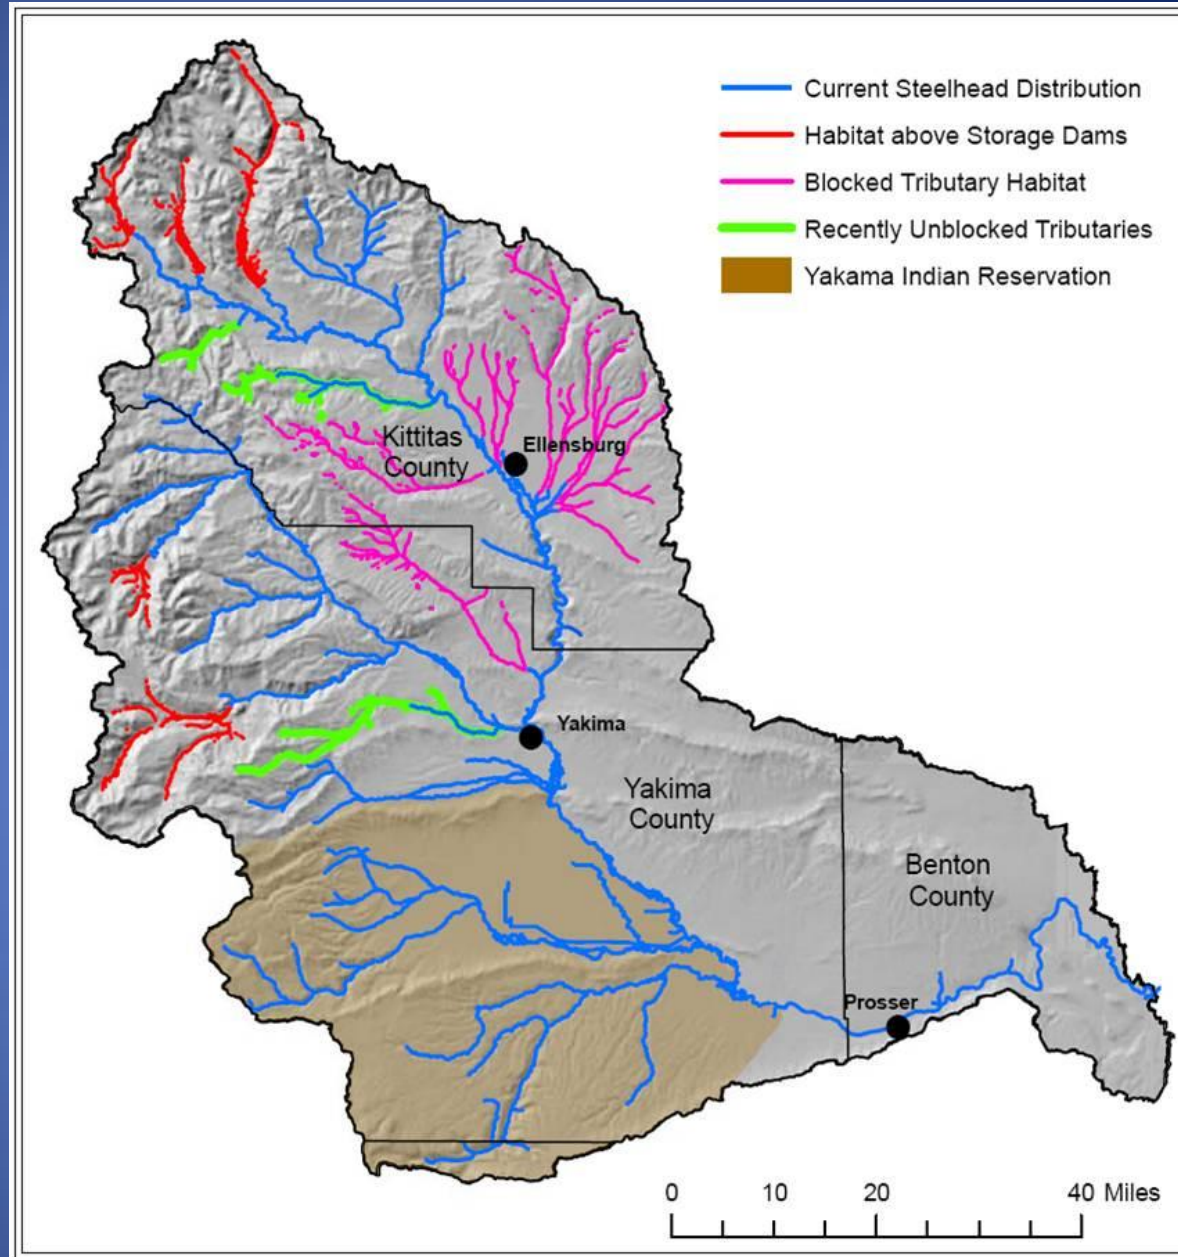 Current Steelhead Distribution
Habitat above Storage Dams
Blocked Tributary Habitat
Recently Unblocked Tributaries
Yakama Indian Reservation
Kittitas
County
Ellensburg
Yakima
Yakima
County
Benton
County
Prosser
0 10 20 40 Miles